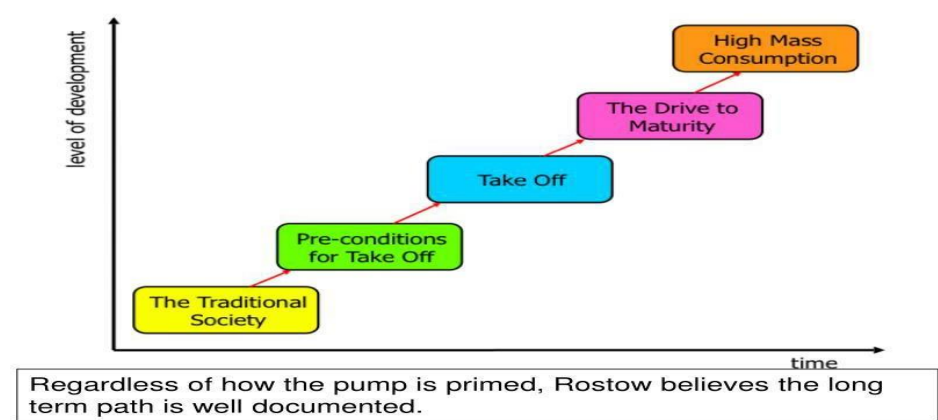 High Mass
Consumption
The Drive to
Maturity
Take Off
Pre-conditions
for Take Off
The Traditional
Society
level of development
time
Regardless of how the pump is primed, Rostow believes the long
term path is well documented.